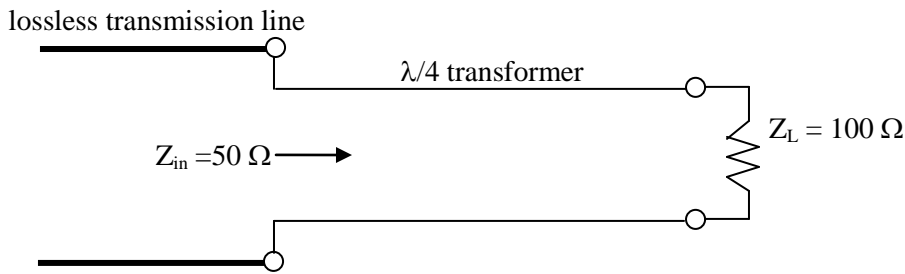 lossless transmission line
λ/4 transformer
Z_L = 100 Ω
Z_in =50 Ω